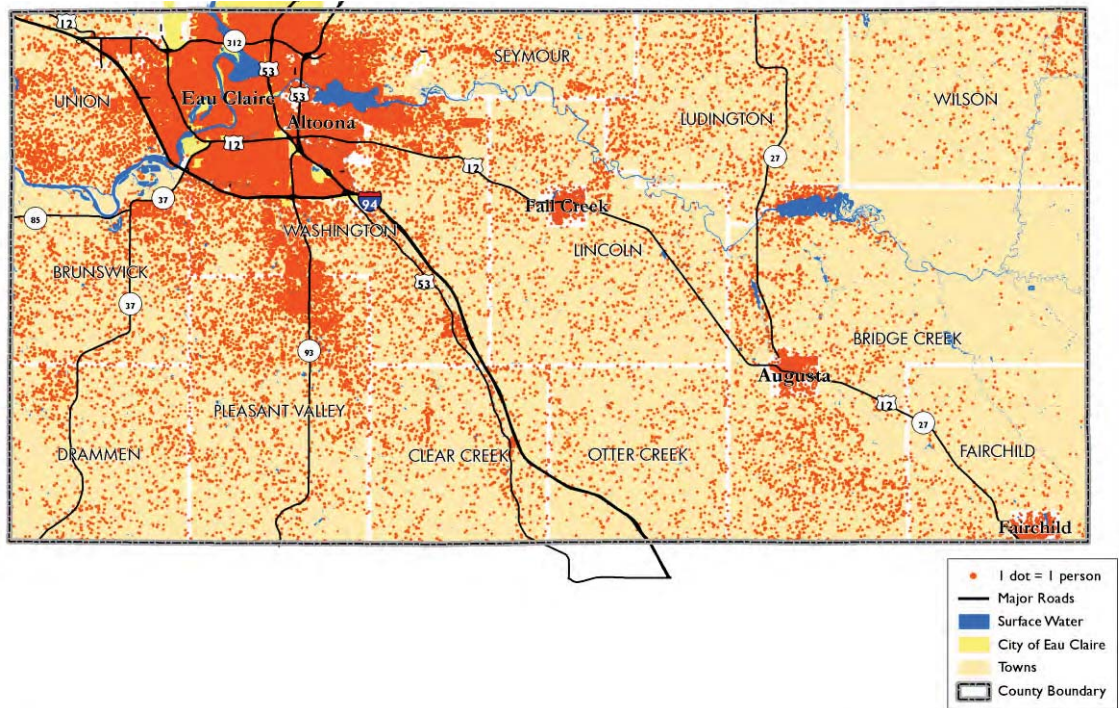 12
312
SEYMOUR
53
WILSON
UNION
Eau Claire
53
Altoona
LUDINGTON
12
27
12
37
94
Fall Creek
85
WASHINGTON
LINCOLN
BRUNSWICK
53
37
BRIDGE CREEK
93
Augusta
12
PLEASANT VALLEY
27
DRAMMEN
CLEAR CREEK
OTTER CREEK
FAIRCHILD
Fairchild
1 dot = 1 person
Major Roads
Surface Water
City of Eau Claire
Towns
County Boundary